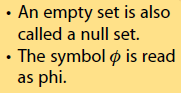 • An empty set is also
called a null set.
• The symbol ϕ is read
as phi.